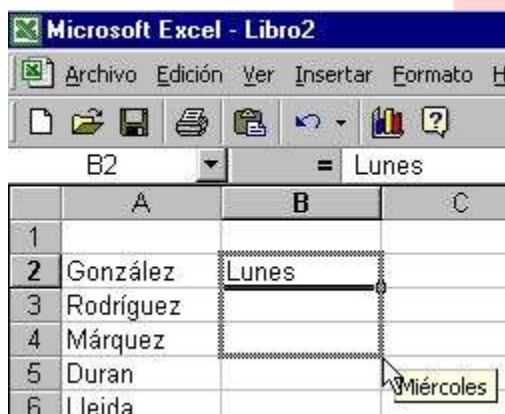 Microsoft Excel - Libro2
Archivo Edición Ver Insertar Formato H
B2 = Lunes
A B C
1
2 González Lunes
3 Rodríguez
4 Márquez
5 Duran
Miércoles
6 Lleida